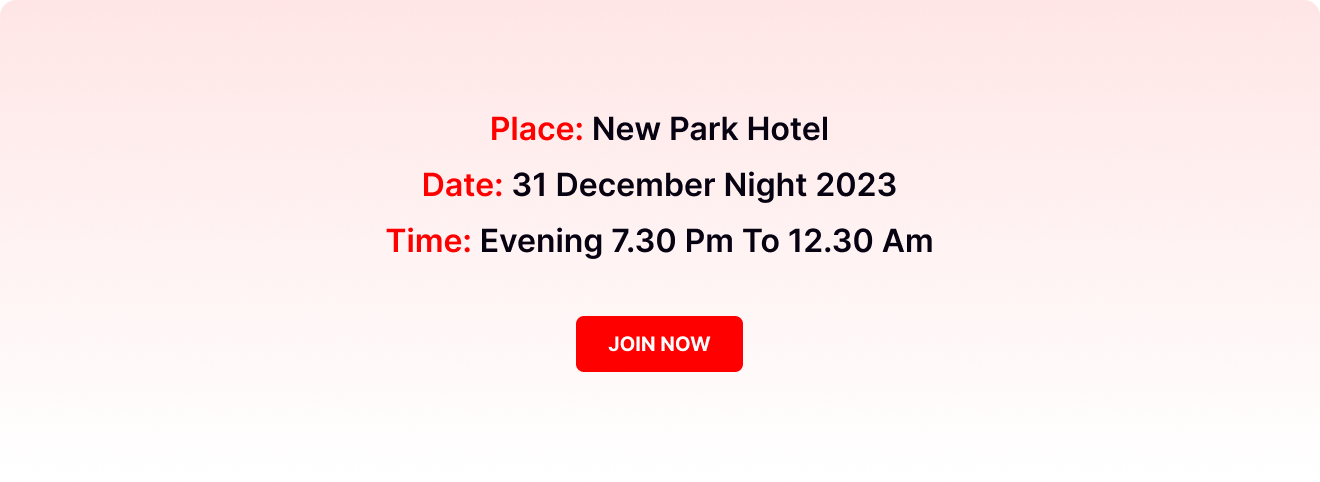 Place: New Park Hotel
Date: 31 December Night 2023
Time: Evening 7.30 Pm To 12.30 Am
JOIN NOW